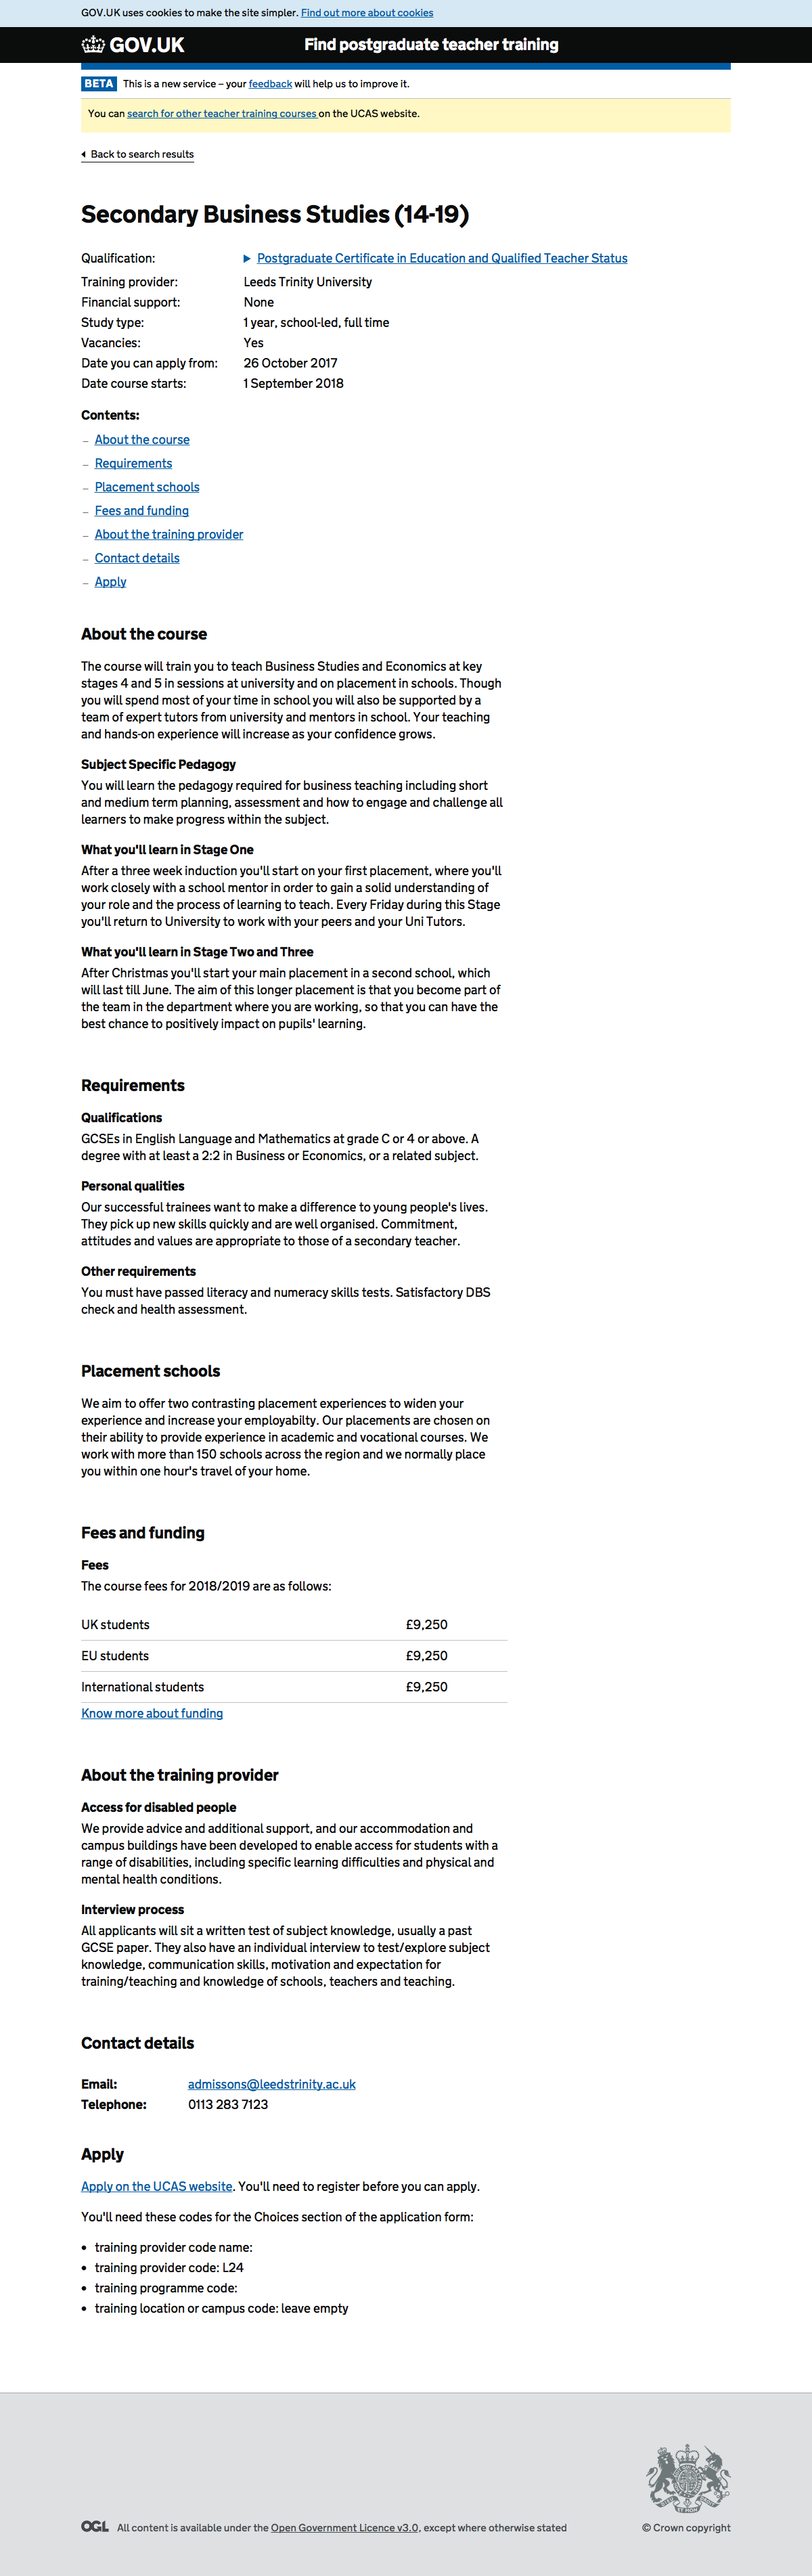 GOV.UK uses cookies to make the site simpler. Find out more about cookies
GOV.UK
Find postgraduate teacher training
BETA This is a new service – your feedback will help us to improve it.
You can search for other teacher training courses on the UCAS website.
Back to search results
Secondary Business Studies (14-19)
Qualification: Postgraduate Certificate in Education and Qualified Teacher Status
Training provider: Leeds Trinity University
Financial support: None
Study type: 1 year, school-led, full time
Vacancies: Yes
Date you can apply from: 26 October 2017
Date course starts: 1 September 2018
Contents:
– About the course
– Requirements
– Placement schools
– Fees and funding
– About the training provider
– Contact details
– Apply
About the course
The course will train you to teach Business Studies and Economics at key
stages 4 and 5 in sessions at university and on placement in schools. Though
you will spend most of your time in school you will also be supported by a
team of expert tutors from university and mentors in school. Your teaching
and hands-on experience will increase as your confidence grows.
Subject Specific Pedagogy
You will learn the pedagogy required for business teaching including short
and medium term planning, assessment and how to engage and challenge all
learners to make progress within the subject.
What you'll learn in Stage One
After a three week induction you'll start on your first placement, where you'll
work closely with a school mentor in order to gain a solid understanding of
your role and the process of learning to teach. Every Friday during this Stage
you'll return to University to work with your peers and your Uni Tutors.
What you'll learn in Stage Two and Three
After Christmas you'll start your main placement in a second school, which
will last till June. The aim of this longer placement is that you become part of
the team in the department where you are working, so that you can have the
best chance to positively impact on pupils' learning.
Requirements
Qualifications
GCSEs in English Language and Mathematics at grade C or 4 or above. A
degree with at least a 2:2 in Business or Economics, or a related subject.
Personal qualities
Our successful trainees want to make a difference to young people's lives.
They pick up new skills quickly and are well organised. Commitment,
attitudes and values are appropriate to those of a secondary teacher.
Other requirements
You must have passed literacy and numeracy skills tests. Satisfactory DBS
check and health assessment.
Placement schools
We aim to offer two contrasting placement experiences to widen your
experience and increase your employabilty. Our placements are chosen on
their ability to provide experience in academic and vocational courses. We
work with more than 150 schools across the region and we normally place
you within one hour's travel of your home.
Fees and funding
Fees
The course fees for 2018/2019 are as follows:
UK students £9,250
EU students £9,250
International students £9,250
Know more about funding
About the training provider
Access for disabled people
We provide advice and additional support, and our accommodation and
campus buildings have been developed to enable access for students with a
range of disabilities, including specific learning difficulties and physical and
mental health conditions.
Interview process
All applicants will sit a written test of subject knowledge, usually a past
GCSE paper. They also have an individual interview to test/explore subject
knowledge, communication skills, motivation and expectation for
training/teaching and knowledge of schools, teachers and teaching.
Contact details
Email: admissons@leedstrinity.ac.uk
Telephone: 0113 283 7123
Apply
Apply on the UCAS website. You'll need to register before you can apply.
You'll need these codes for the Choices section of the application form:
• training provider code name:
• training provider code: L24
• training programme code:
• training location or campus code: leave empty
OGL All content is available under the Open Government Licence v3.0, except where otherwise stated
© Crown copyright